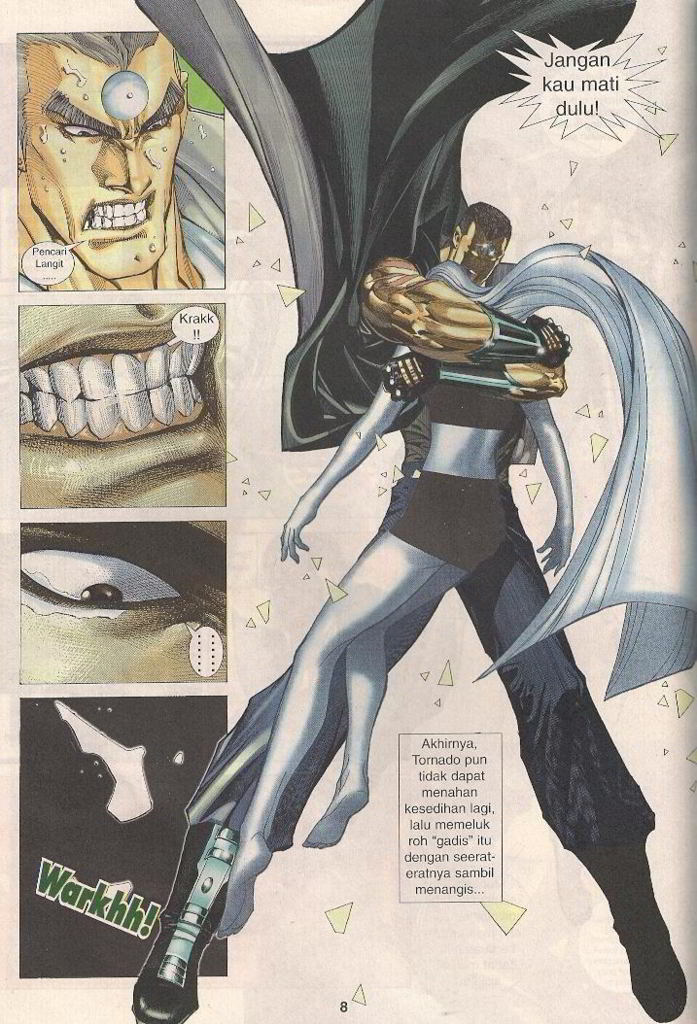 Jangan
kau mati
dulu!
Pencari
Langit
.....
Krakk
!!
Warkhh!
Akhirnya,
Tornado pun
tidak dapat
menahan
kesedihan lagi,
lalu memeluk
roh "gadis" itu
dengan seerat-
eratnya sambil
menangis...
8